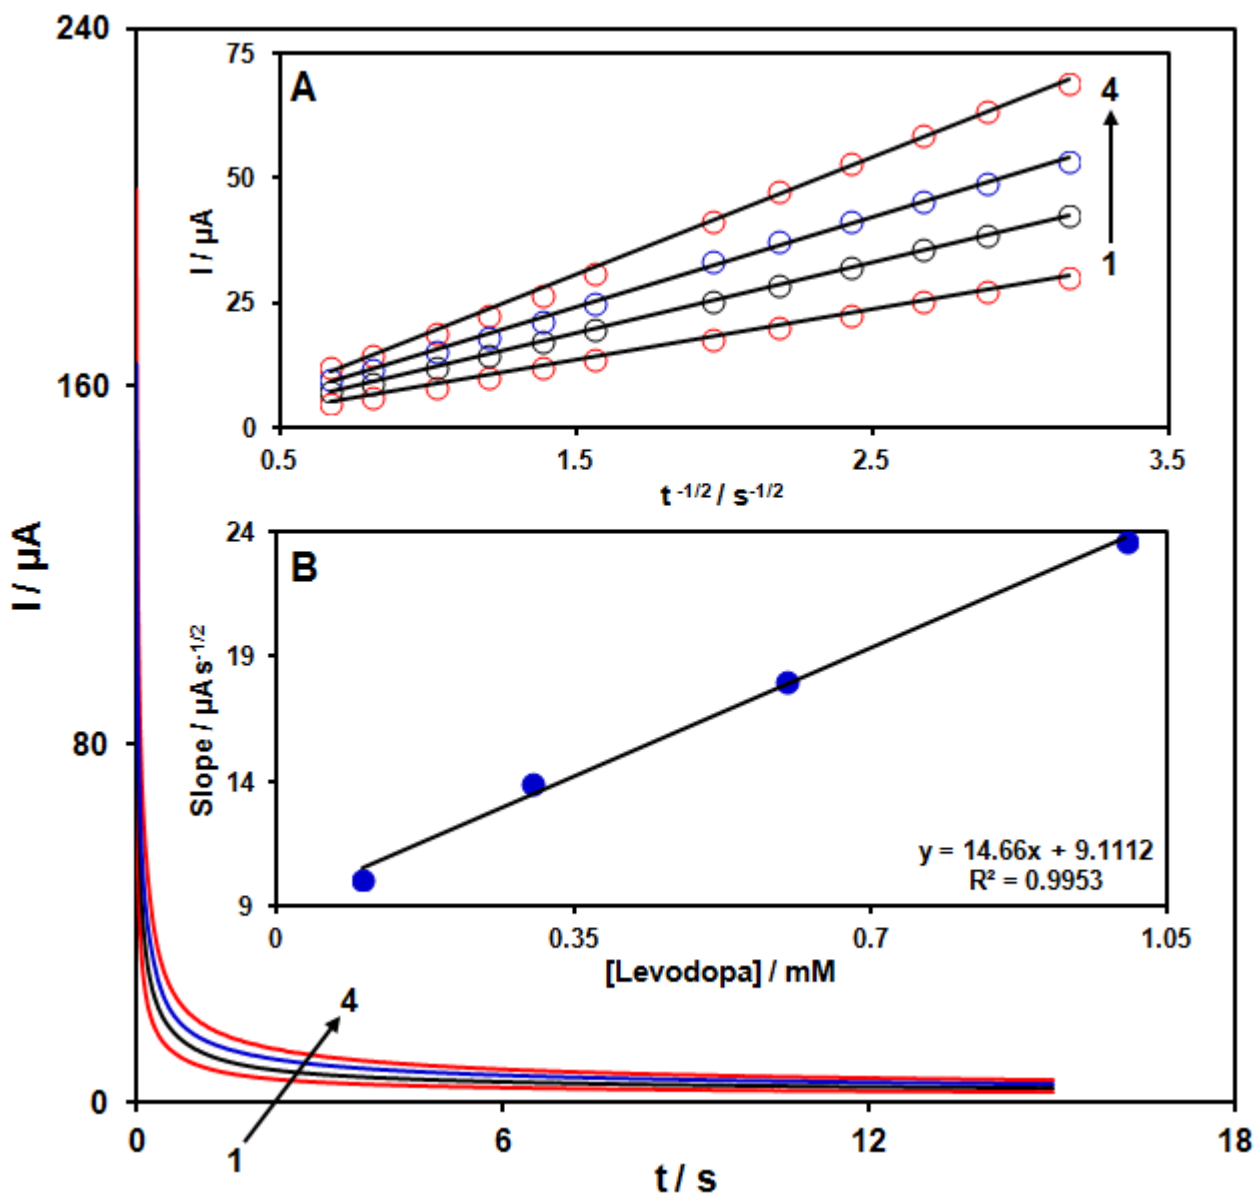 240
160
80
0
I / µA
0
6
12
18
t / s
1
4
A
75
50
25
0
I / µA
0.5
1.5
2.5
3.5
t -1/2 / s-1/2
4
1
B
24
19
14
9
Slope / µA s-1/2
0
0.35
0.7
1.05
[Levodopa] / mM
y = 14.66x + 9.1112
R² = 0.9953